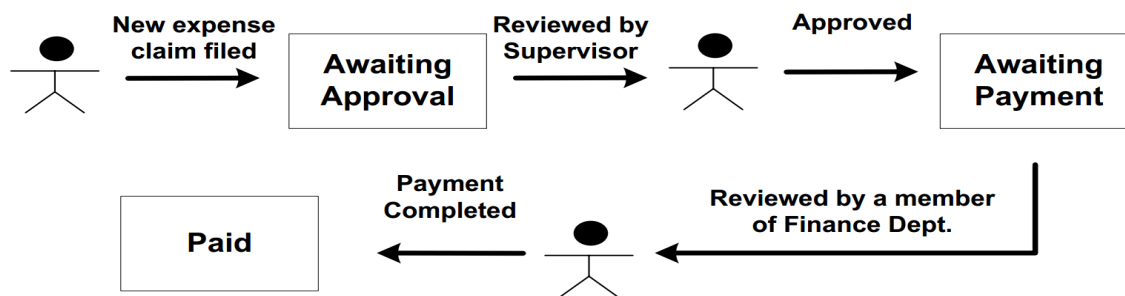 New expense
claim filed
Awaiting
Approval
Reviewed by
Supervisor
Approved
Awaiting
Payment
Reviewed by a member
of Finance Dept.
Payment
Completed
Paid